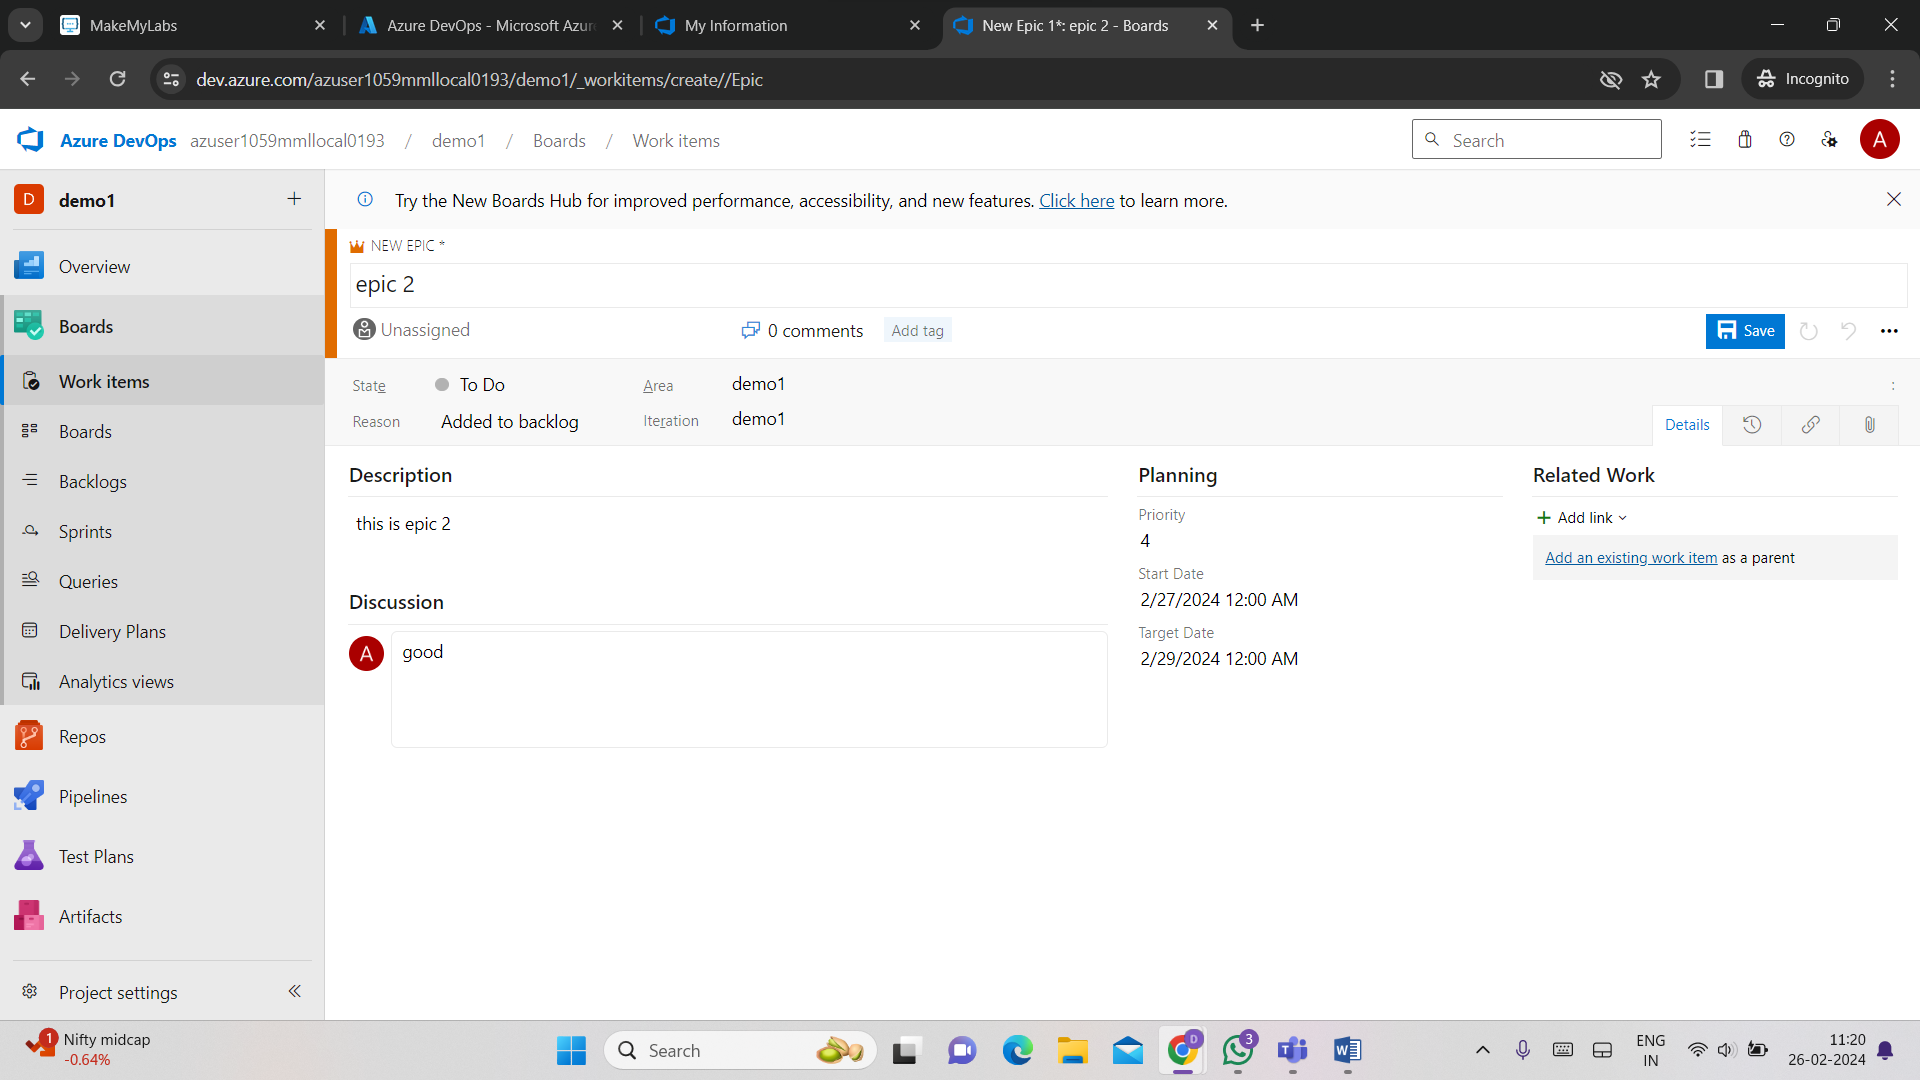 MakeMyLabs
Azure DevOps - Microsoft Azur
My Information
New Epic 1*: epic 2 - Boards
dev.azure.com/azuser1059mmllocal0193/demo1/_workitems/create//Epic
Incognito
Azure DevOps azuser1059mmllocal0193 / demo1 / Boards / Work items
Search
A
D demo1
Try the New Boards Hub for improved performance, accessibility, and new features. Click here to learn more.
Overview
Boards
Work items
Boards
Backlogs
Sprints
Queries
Delivery Plans
Analytics views
Repos
Pipelines
Test Plans
Artifacts
Project settings
NEW EPIC *
epic 2
Unassigned
0 comments
Add tag
Save
State To Do
Area demo1
Reason Added to backlog
Iteration demo1
Details
Description
this is epic 2
Discussion
A good
Planning
Priority
4
Start Date
2/27/2024 12:00 AM
Target Date
2/29/2024 12:00 AM
Related Work
Add link
Add an existing work item as a parent
1
Nifty midcap
-0.64%
Search
D
3
ENG
IN
11:20
26-02-2024